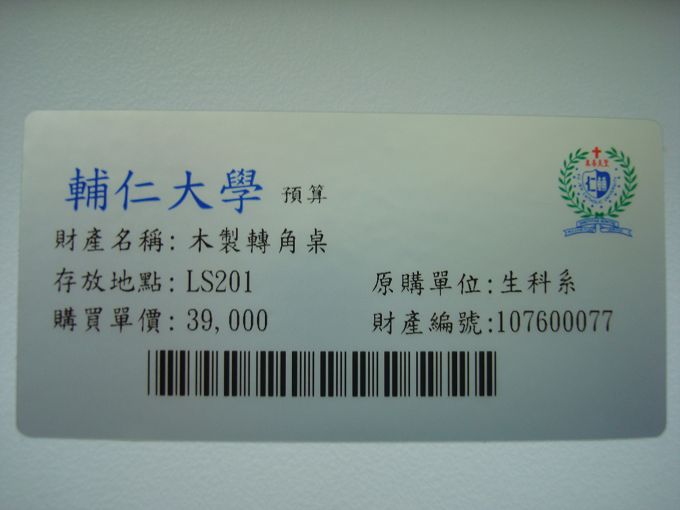 輔仁大學 預算
財產名稱: 木製轉角桌
存放地點: LS201 原購單位: 生科系
購買單價: 39,000 財產編號:107600077
輔仁